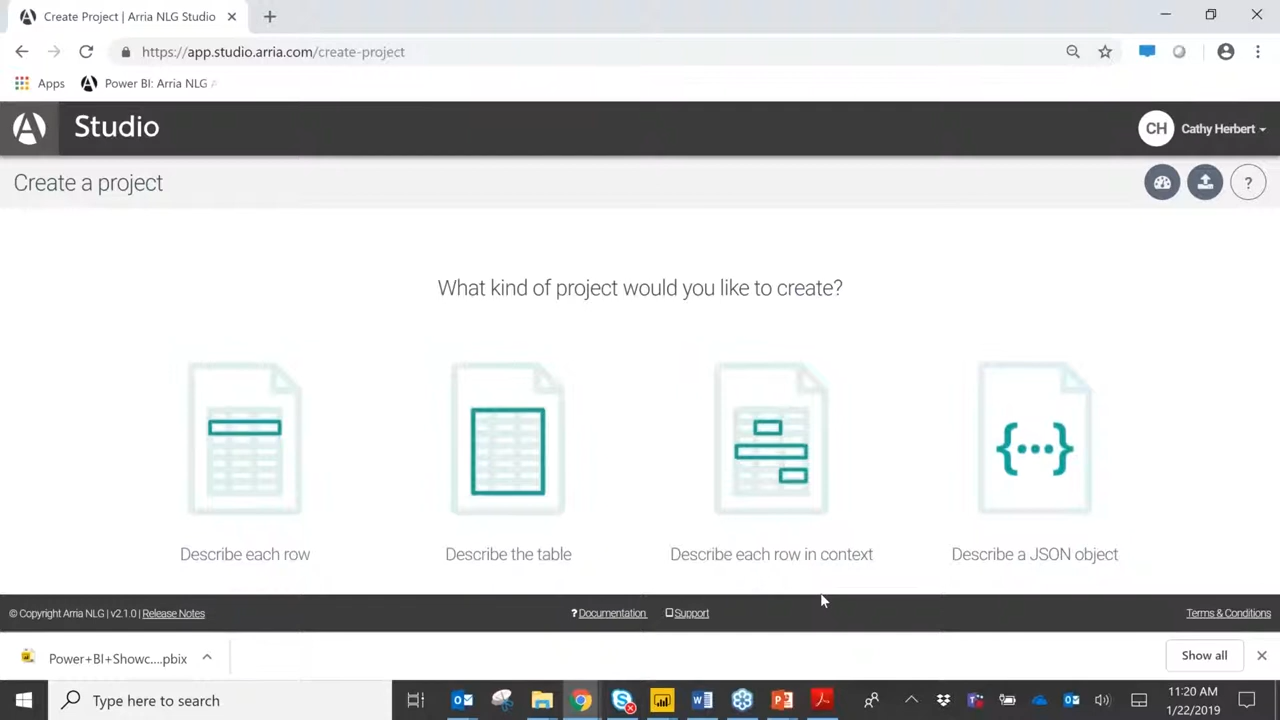 Create Project | Arria NLG Studio
https://app.studio.arria.com/create-project
Apps
Power BI: Arria NLG
Studio
CH
Cathy Herbert
Create a project
?
What kind of project would you like to create?
{...}
Describe each row
Describe the table
Describe each row in context
Describe a JSON object
© Copyright Arria NLG | v2.1.0 | Release Notes
? Documentation
Support
Terms & Conditions
Power+BI+Showc....pbix
Show all
Type here to search
11:20 AM
1/22/2019